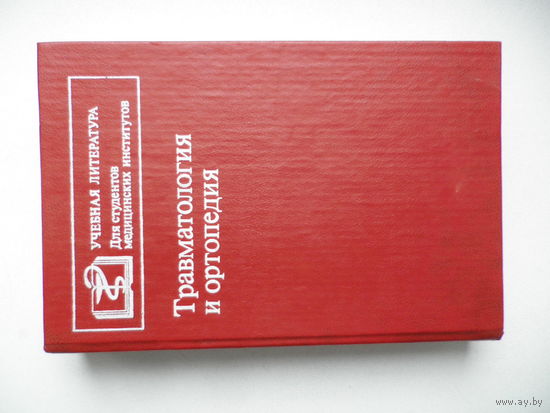 УЧЕБНАЯ ЛИТЕРАТУРА
Для студентов
медицинских институтов
Травматология
и ортопедия
© www.ay.by